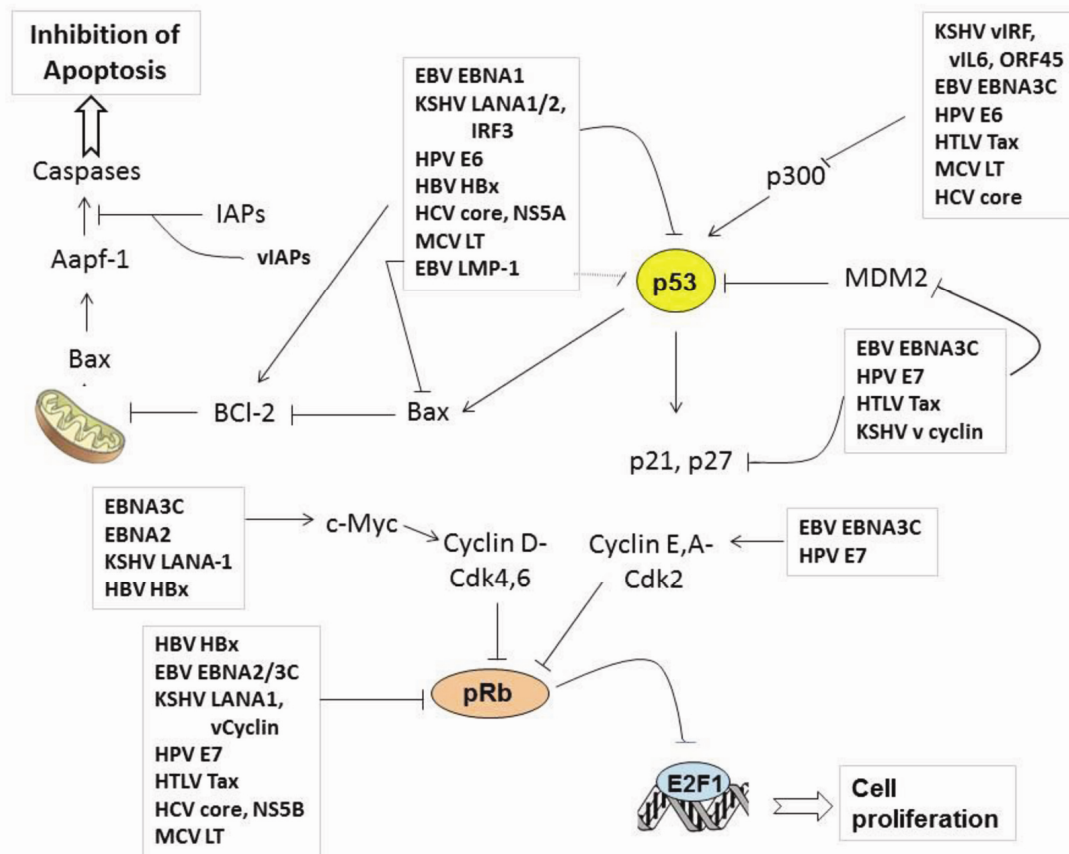 Inhibition of
Apoptosis
Caspases
IAPs
vIAPs
Aapf-1
Bax
BCl-2
Bax
EBV EBNA1
KSHV LANA1/2,
IRF3
HPV E6
HBV HBx
HCV core, NS5A
MCV LT
EBV LMP-1
KSHV vIRF,
vIL6, ORF45
EBV EBNA3C
HPV E6
HTLV Tax
MCV LT
HCV core
p300
p53
MDM2
EBV EBNA3C
HPV E7
HTLV Tax
KSHV v cyclin
p21, p27
EBNA3C
EBNA2
KSHV LANA-1
HBV HBx
c-Myc
Cyclin D-
Cdk4,6
Cyclin E,A-
Cdk2
EBV EBNA3C
HPV E7
HBV HBx
EBV EBNA2/3C
KSHV LANA1,
vCyclin
HPV E7
HTLV Tax
HCV core, NS5B
MCV LT
pRb
E2F1
Cell
proliferation